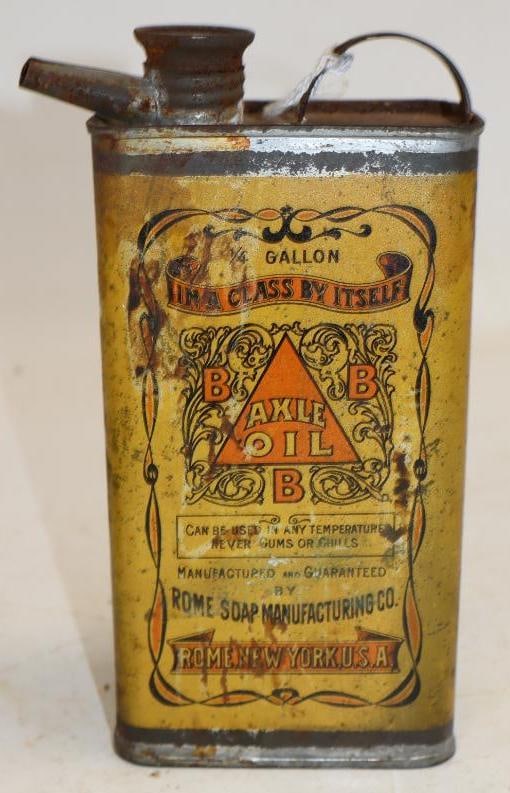 ¼ GALLON
IN A CLASS BY ITSELF
B B
AXLE
OIL
B
CAN BE USED IN ANY TEMPERATURE
NEVER GUMS OR CHILLS
MANUFACTURED AND GUARANTEED
BY
ROME SOAP MANUFACTURING CO.
ROME, NEW YORK, U.S.A.